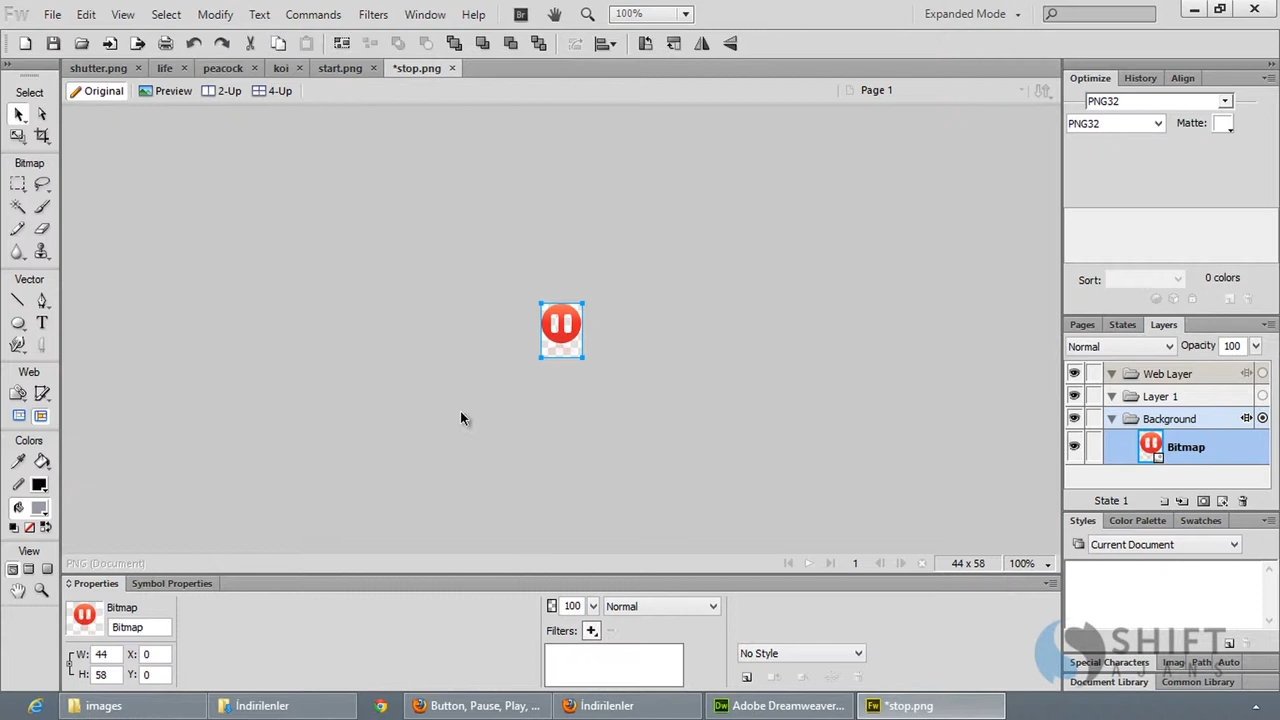 Fw File Edit View Select Modify Text Commands Filters Window Help Br 100% Expanded Mode
shutter.png life peacock koi start.png *stop.png
Original Preview 2-Up 4-Up Page 1
Select
Bitmap
Vector
Web
Colors
View
Optimize History Align
PNG32
PNG32 Matte:
Sort: 0 colors
Pages States Layers
Normal Opacity 100
Web Layer
Layer 1
Background
Bitmap
State 1
Styles Color Palette Swatches
Current Document
SHIFT
AJANS
Special Characters Imag Path Auto
Document Library Common Library
PNG (Document) 1 44 x 58 100%
Properties Symbol Properties
Bitmap
Bitmap
W: 44 X: 0
H: 58 Y: 0
100 Normal
Filters:
No Style
images İndirilenler Button, Pause, Play, ... İndirilenler Dw Adobe Dreamweaver... Fw *stop.png